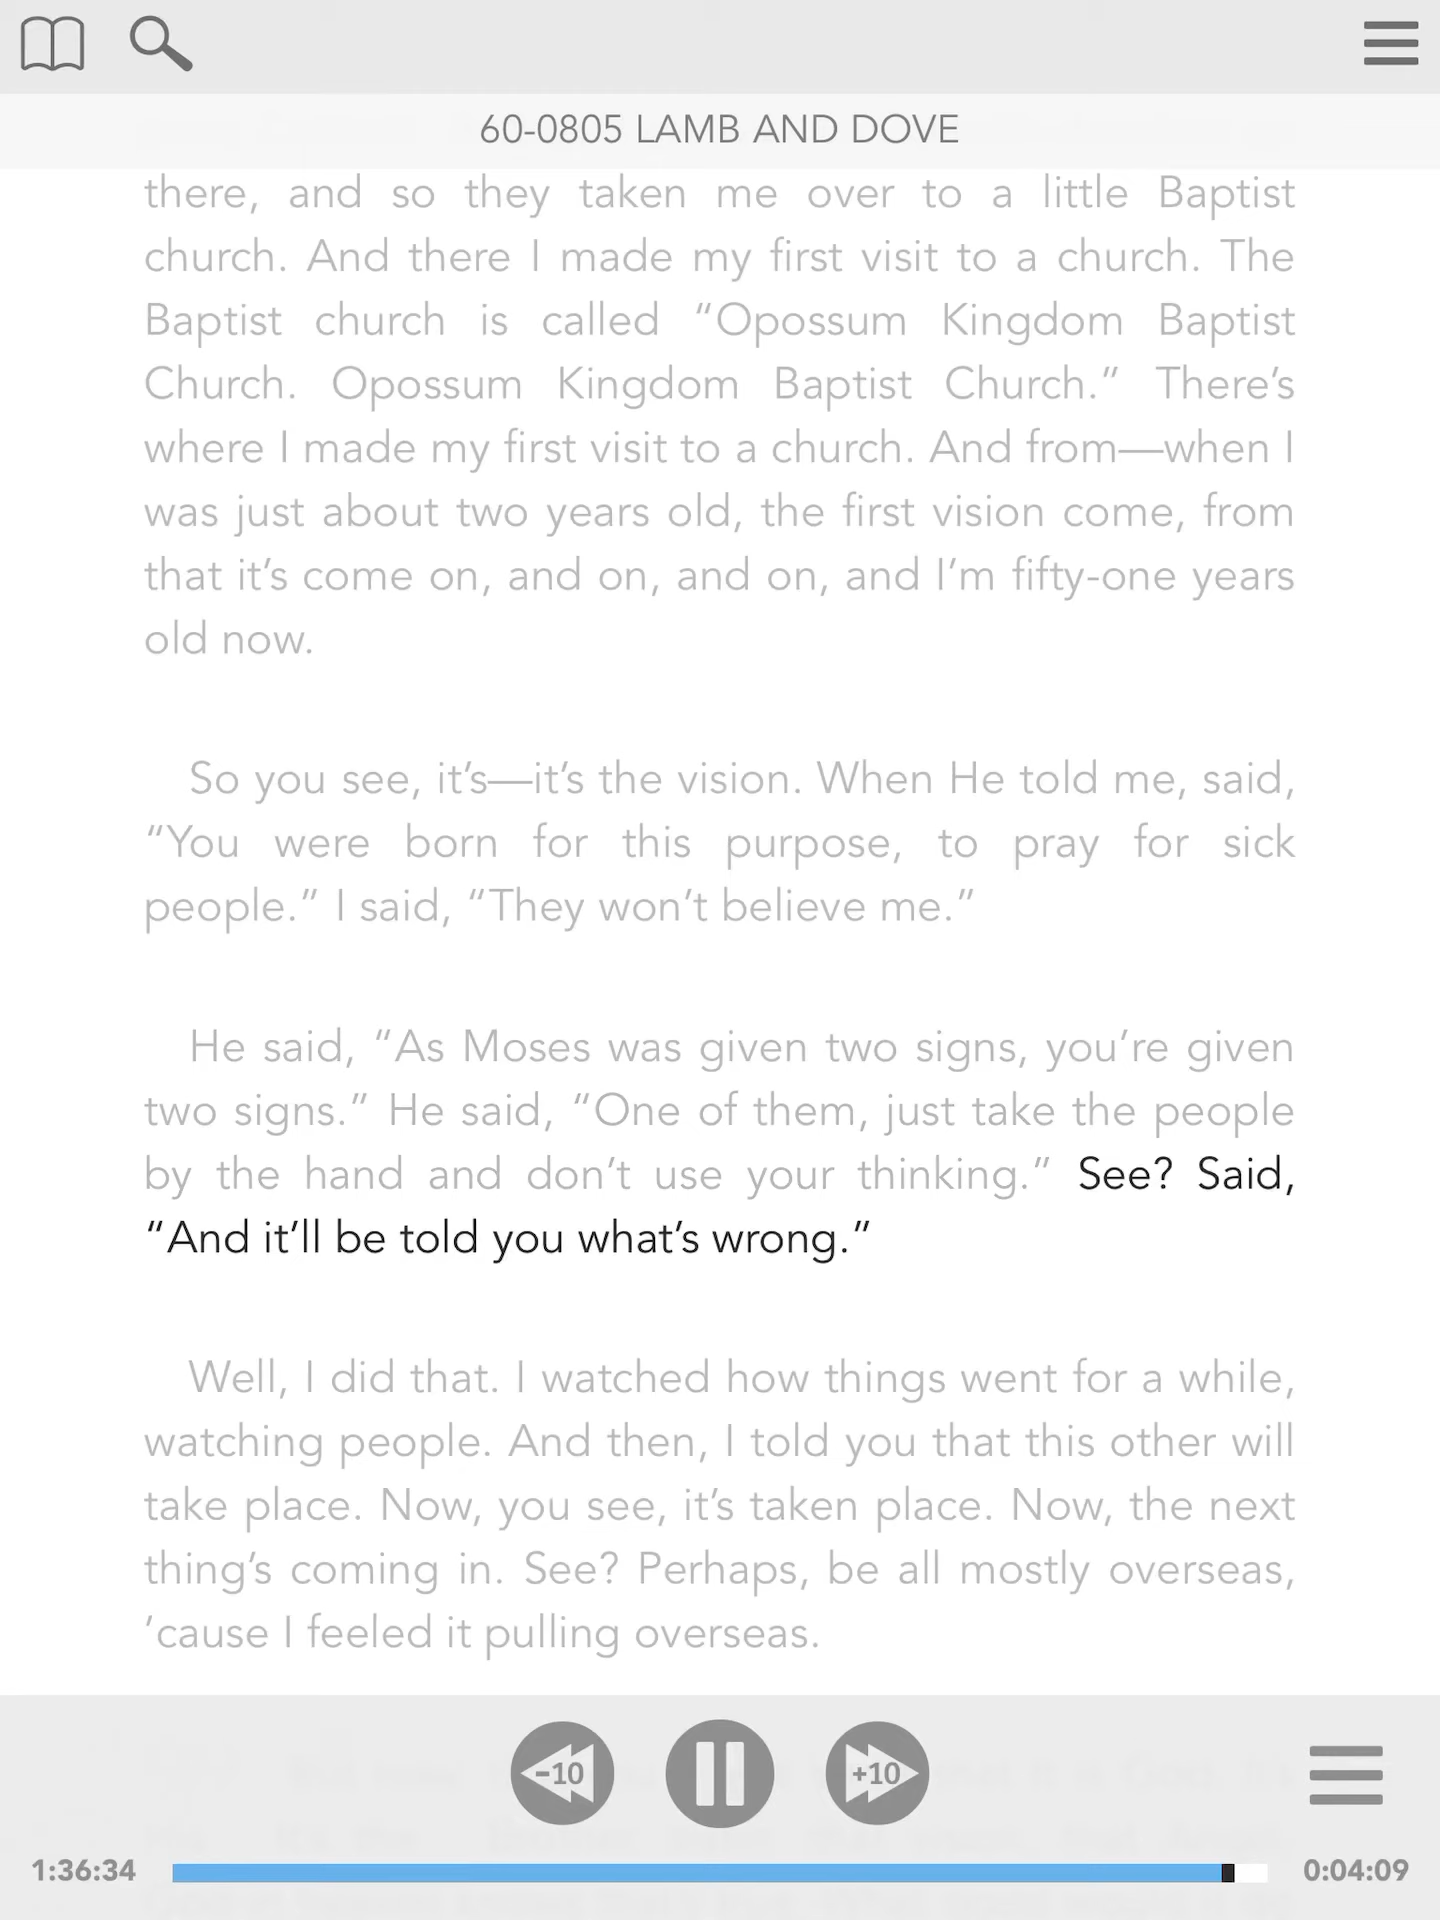 60-0805 LAMB AND DOVE
there, and so they taken me over to a little Baptist
church. And there I made my first visit to a church. The
Baptist church is called “Opossum Kingdom Baptist
Church. Opossum Kingdom Baptist Church.” There’s
where I made my first visit to a church. And from—when I
was just about two years old, the first vision come, from
that it’s come on, and on, and on, and I’m fifty-one years
old now.
So you see, it’s—it’s the vision. When He told me, said,
“You were born for this purpose, to pray for sick
people.” I said, “They won’t believe me.”
He said, “As Moses was given two signs, you’re given
two signs.” He said, “One of them, just take the people
by the hand and don’t use your thinking.” See? Said,
“And it’ll be told you what’s wrong.”
Well, I did that. I watched how things went for a while,
watching people. And then, I told you that this other will
take place. Now, you see, it’s taken place. Now, the next
thing’s coming in. See? Perhaps, be all mostly overseas,
’cause I feeled it pulling overseas.
-10 +10
1:36:34 0:04:09